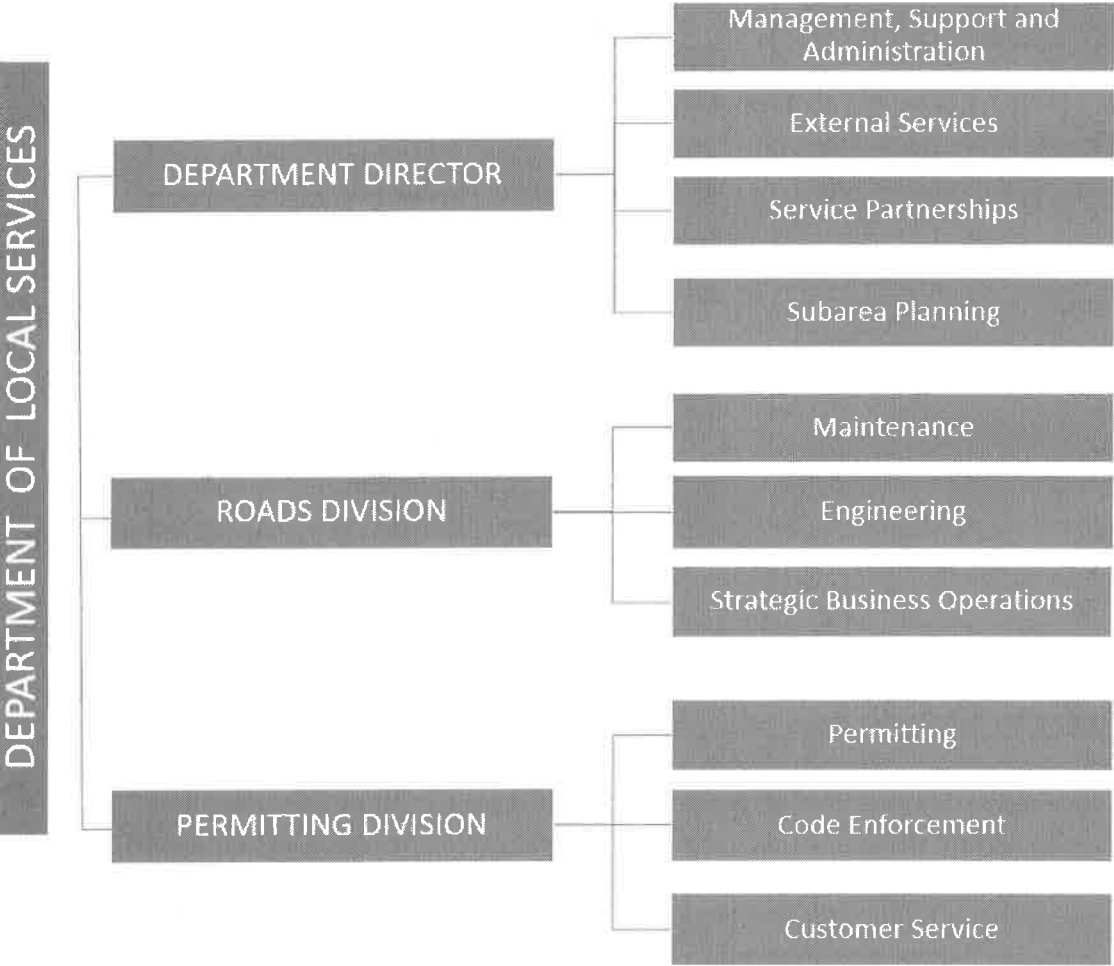 DEPARTMENT OF LOCAL SERVICES
DEPARTMENT DIRECTOR
Management, Support and
Administration
External Services
Service Partnerships
Subarea Planning
ROADS DIVISION
Maintenance
Engineering
Strategic Business Operations
PERMITTING DIVISION
Permitting
Code Enforcement
Customer Service